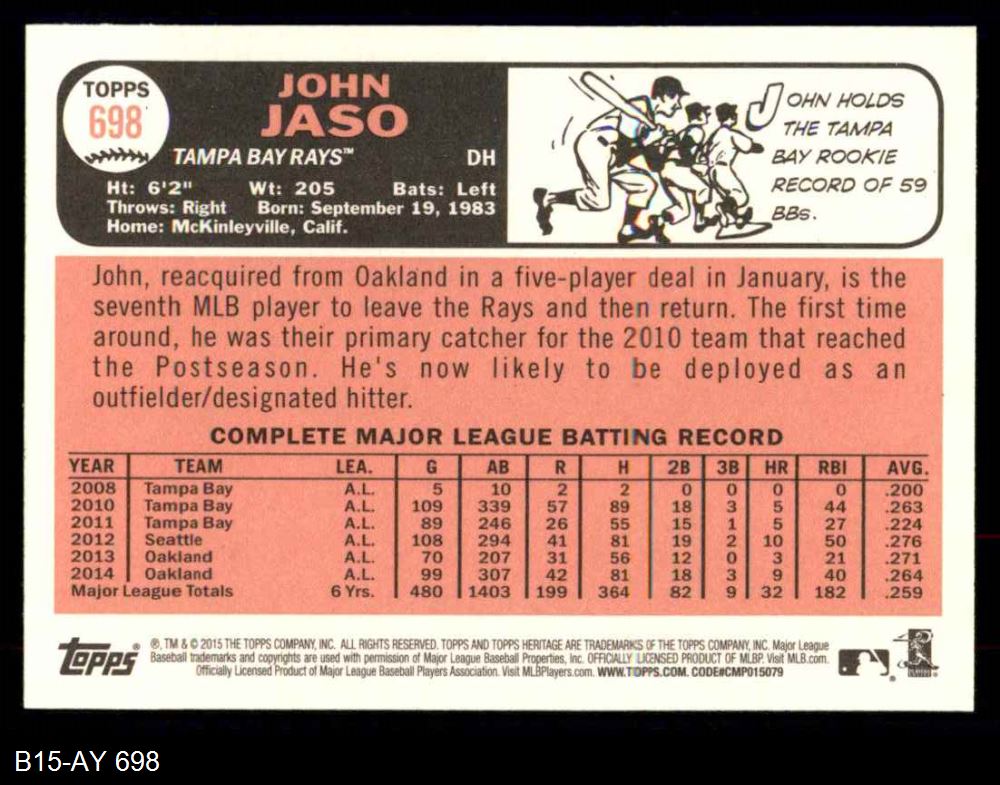 TOPPS
698
JOHN
JASO
TAMPA BAY RAYS™ DH
Ht: 6'2" Wt: 205 Bats: Left
Throws: Right Born: September 19, 1983
Home: McKinleyville, Calif.
JOHN HOLDS
THE TAMPA
BAY ROOKIE
RECORD OF 59
BBs.
John, reacquired from Oakland in a five-player deal in January, is the
seventh MLB player to leave the Rays and then return. The first time
around, he was their primary catcher for the 2010 team that reached
the Postseason. He's now likely to be deployed as an
outfielder/designated hitter.
COMPLETE MAJOR LEAGUE BATTING RECORD
YEAR TEAM LEA. G AB R H 2B 3B HR RBI AVG.
2008 Tampa Bay A.L. 5 10 2 2 0 0 0 0 .200
2010 Tampa Bay A.L. 109 339 57 89 18 3 5 44 .263
2011 Tampa Bay A.L. 89 246 26 55 15 1 5 27 .224
2012 Seattle A.L. 108 294 41 81 19 2 10 50 .276
2013 Oakland A.L. 70 207 31 56 12 0 3 21 .271
2014 Oakland A.L. 99 307 42 81 18 3 9 40 .264
Major League Totals 6 Yrs. 480 1403 199 364 82 9 32 182 .259
topps
®, TM & © 2015 THE TOPPS COMPANY, INC. ALL RIGHTS RESERVED. TOPPS AND TOPPS HERITAGE ARE TRADEMARKS OF THE TOPPS COMPANY, INC. Major League
Baseball trademarks and copyrights are used with permission of Major League Baseball Properties, Inc. OFFICIALLY LICENSED PRODUCT OF MLBP. Visit MLB.com.
Officially Licensed Product of Major League Baseball Players Association. Visit MLBPlayers.com. WWW.TOPPS.COM. CODE#CMP015079
B15-AY 698